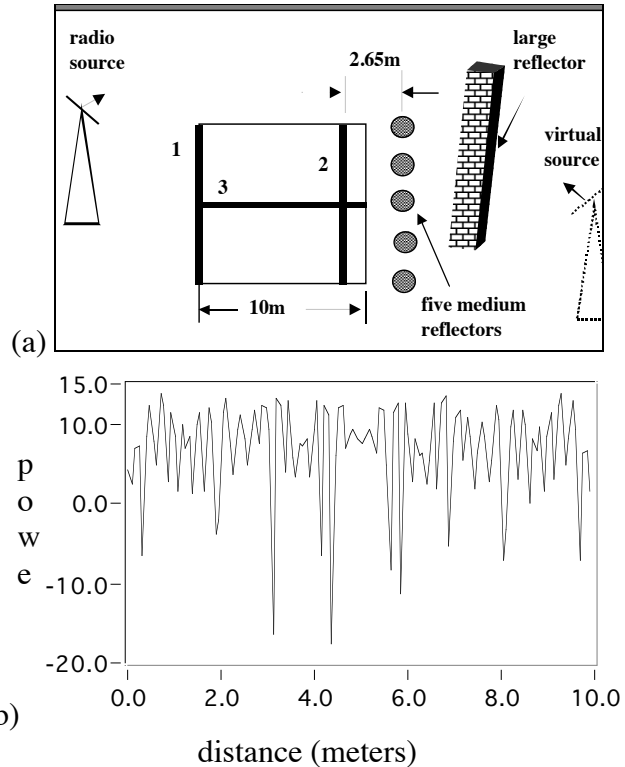 radio
source
2.65m
large
reflector
virtual
source
1
2
3
10m
five medium
reflectors
(a)
15.0
10.0
0.0
-10.0
-20.0
p
o
w
e
0.0
2.0
4.0
6.0
8.0
10.0
b)
distance (meters)